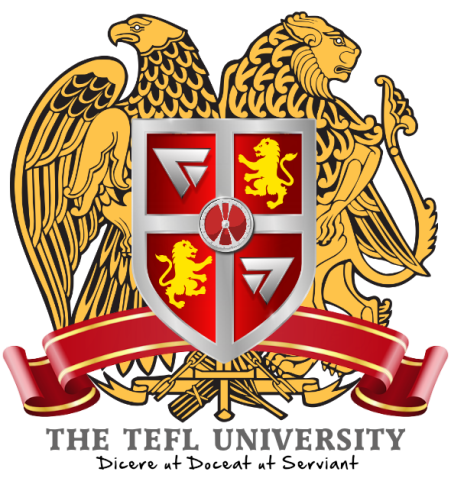 THE TEFL UNIVERSITY
Dicere ut Doceat ut Serviant